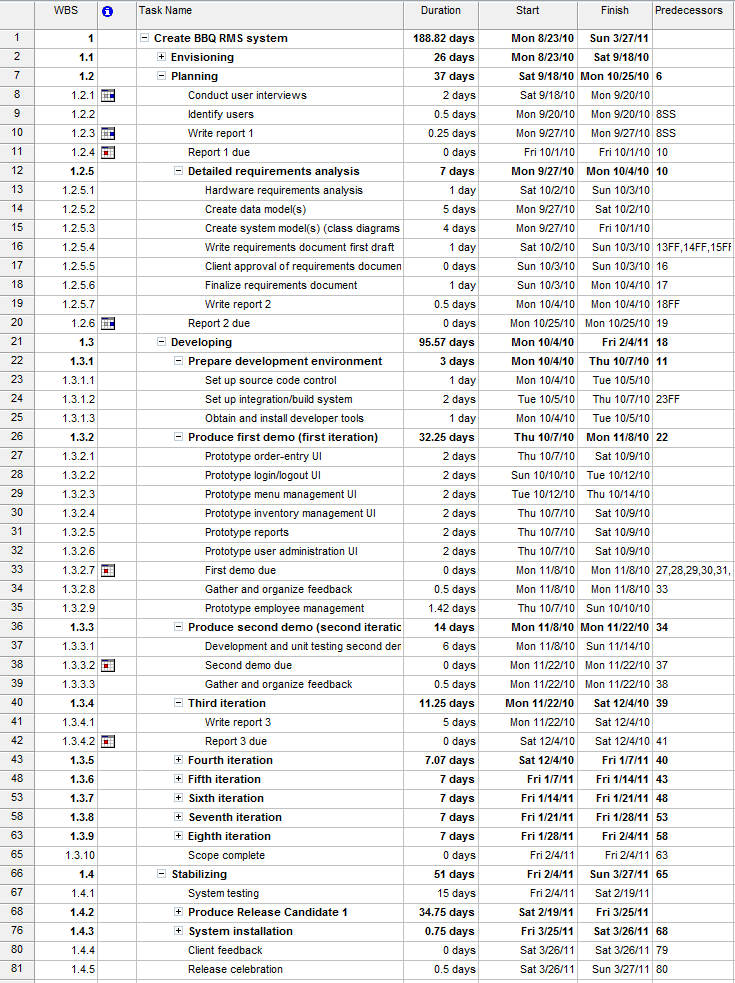 WBS Task Name Duration Start Finish Predecessors
1 1 Create BBQ RMS system 188.82 days Mon 8/23/10 Sun 3/27/11
2 1.1 Envisioning 26 days Mon 8/23/10 Sat 9/18/10
7 1.2 Planning 37 days Sat 9/18/10 Mon 10/25/10 6
8 1.2.1 Conduct user interviews 2 days Sat 9/18/10 Mon 9/20/10
9 1.2.2 Identify users 0.5 days Mon 9/20/10 Mon 9/20/10 8SS
10 1.2.3 Write report 1 0.25 days Mon 9/27/10 Mon 9/27/10 8SS
11 1.2.4 Report 1 due 0 days Fri 10/1/10 Fri 10/1/10 10
12 1.2.5 Detailed requirements analysis 7 days Mon 9/27/10 Mon 10/4/10 10
13 1.2.5.1 Hardware requirements analysis 1 day Sat 10/2/10 Sun 10/3/10
14 1.2.5.2 Create data model(s) 5 days Mon 9/27/10 Sat 10/2/10
15 1.2.5.3 Create system model(s) (class diagrams 4 days Mon 9/27/10 Fri 10/1/10
16 1.2.5.4 Write requirements document first draft 1 day Sat 10/2/10 Sun 10/3/10 13FF,14FF,15FF
17 1.2.5.5 Client approval of requirements documen 0 days Sun 10/3/10 Sun 10/3/10 16
18 1.2.5.6 Finalize requirements document 1 day Sun 10/3/10 Mon 10/4/10 17
19 1.2.5.7 Write report 2 0.5 days Mon 10/4/10 Mon 10/4/10 18FF
20 1.2.6 Report 2 due 0 days Mon 10/25/10 Mon 10/25/10 19
21 1.3 Developing 95.57 days Mon 10/4/10 Fri 2/4/11 18
22 1.3.1 Prepare development environment 3 days Mon 10/4/10 Thu 10/7/10 11
23 1.3.1.1 Set up source code control 1 day Mon 10/4/10 Tue 10/5/10
24 1.3.1.2 Set up integration/build system 2 days Tue 10/5/10 Thu 10/7/10 23FF
25 1.3.1.3 Obtain and install developer tools 1 day Mon 10/4/10 Tue 10/5/10
26 1.3.2 Produce first demo (first iteration) 32.25 days Thu 10/7/10 Mon 11/8/10 22
27 1.3.2.1 Prototype order-entry UI 2 days Thu 10/7/10 Sat 10/9/10
28 1.3.2.2 Prototype login/logout UI 2 days Sun 10/10/10 Tue 10/12/10
29 1.3.2.3 Prototype menu management UI 2 days Tue 10/12/10 Thu 10/14/10
30 1.3.2.4 Prototype inventory management UI 2 days Thu 10/7/10 Sat 10/9/10
31 1.3.2.5 Prototype reports 2 days Thu 10/7/10 Sat 10/9/10
32 1.3.2.6 Prototype user administration UI 2 days Thu 10/7/10 Sat 10/9/10
33 1.3.2.7 First demo due 0 days Mon 11/8/10 Mon 11/8/10 27,28,29,30,31,
34 1.3.2.8 Gather and organize feedback 0.5 days Mon 11/8/10 Mon 11/8/10 33
35 1.3.2.9 Prototype employee management 1.42 days Thu 10/7/10 Sun 10/10/10
36 1.3.3 Produce second demo (second iteratio 14 days Mon 11/8/10 Mon 11/22/10 34
37 1.3.3.1 Development and unit testing second der 6 days Mon 11/8/10 Sun 11/14/10
38 1.3.3.2 Second demo due 0 days Mon 11/22/10 Mon 11/22/10 37
39 1.3.3.3 Gather and organize feedback 0.5 days Mon 11/22/10 Mon 11/22/10 38
40 1.3.4 Third iteration 11.25 days Mon 11/22/10 Sat 12/4/10 39
41 1.3.4.1 Write report 3 5 days Mon 11/22/10 Sat 12/4/10
42 1.3.4.2 Report 3 due 0 days Sat 12/4/10 Sat 12/4/10 41
43 1.3.5 Fourth iteration 7.07 days Sat 12/4/10 Fri 1/7/11 40
48 1.3.6 Fifth iteration 7 days Fri 1/7/11 Fri 1/14/11 43
53 1.3.7 Sixth iteration 7 days Fri 1/14/11 Fri 1/21/11 48
58 1.3.8 Seventh iteration 7 days Fri 1/21/11 Fri 1/28/11 53
63 1.3.9 Eighth iteration 7 days Fri 1/28/11 Fri 2/4/11 58
65 1.3.10 Scope complete 0 days Fri 2/4/11 Fri 2/4/11 63
66 1.4 Stabilizing 51 days Fri 2/4/11 Sun 3/27/11 65
67 1.4.1 System testing 15 days Fri 2/4/11 Sat 2/19/11
68 1.4.2 Produce Release Candidate 1 34.75 days Sat 2/19/11 Fri 3/25/11
76 1.4.3 System installation 0.75 days Fri 3/25/11 Sat 3/26/11 68
80 1.4.4 Client feedback 0 days Sat 3/26/11 Sat 3/26/11 79
81 1.4.5 Release celebration 0.5 days Sat 3/26/11 Sun 3/27/11 80